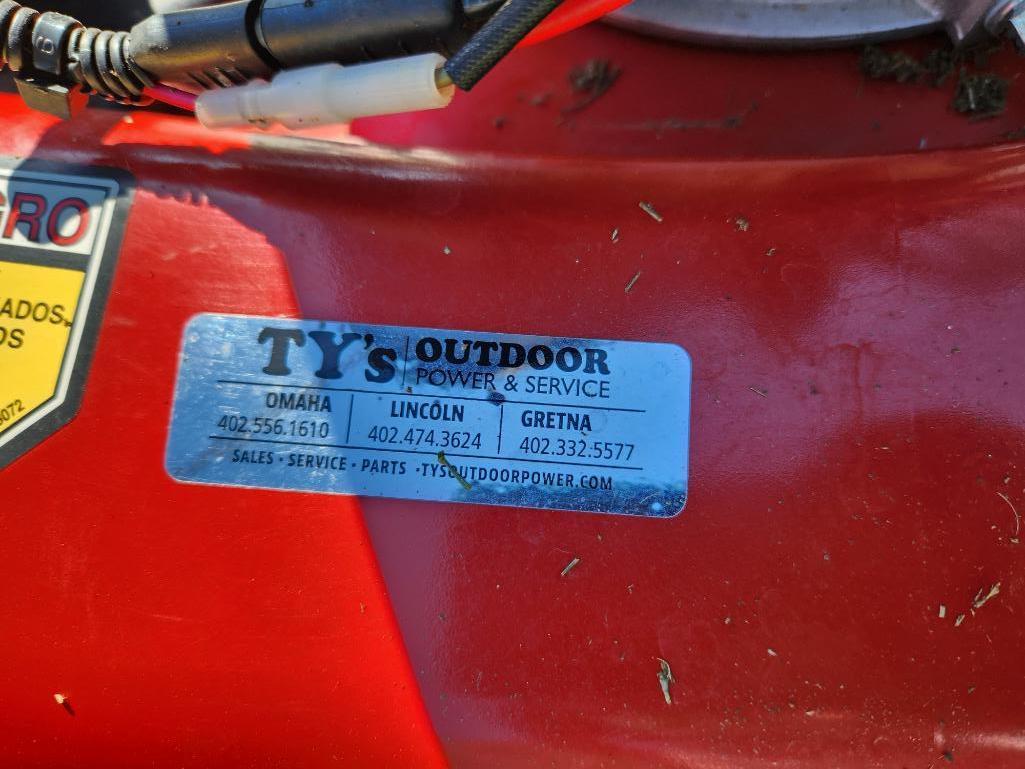 GRO
ADOS,
OS
6072
TY's OUTDOOR
POWER & SERVICE
OMAHA LINCOLN GRETNA
402.556.1610 402.474.3624 402.332.5577
SALES · SERVICE · PARTS · TYSOUTDOORPOWER.COM